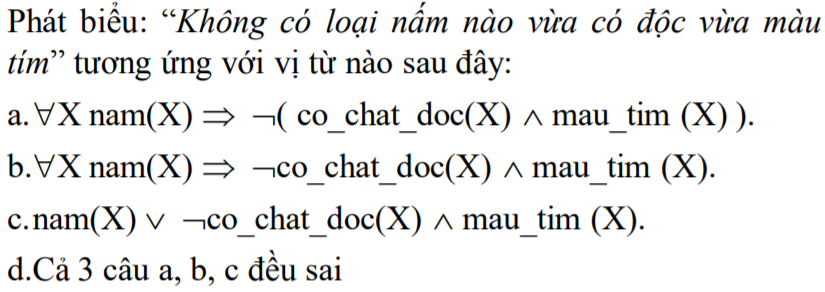 Phát biểu: “Không có loại nấm nào vừa có độc vừa màu
tím” tương ứng với vị từ nào sau đây:
a.∀X nam(X) ⇒ ¬( co_chat_doc(X) ∧ mau_tim (X) ).
b.∀X nam(X) ⇒ ¬co_chat_doc(X) ∧ mau_tim (X).
c.nam(X) ∨ ¬co_chat_doc(X) ∧ mau_tim (X).
d.Cả 3 câu a, b, c đều sai